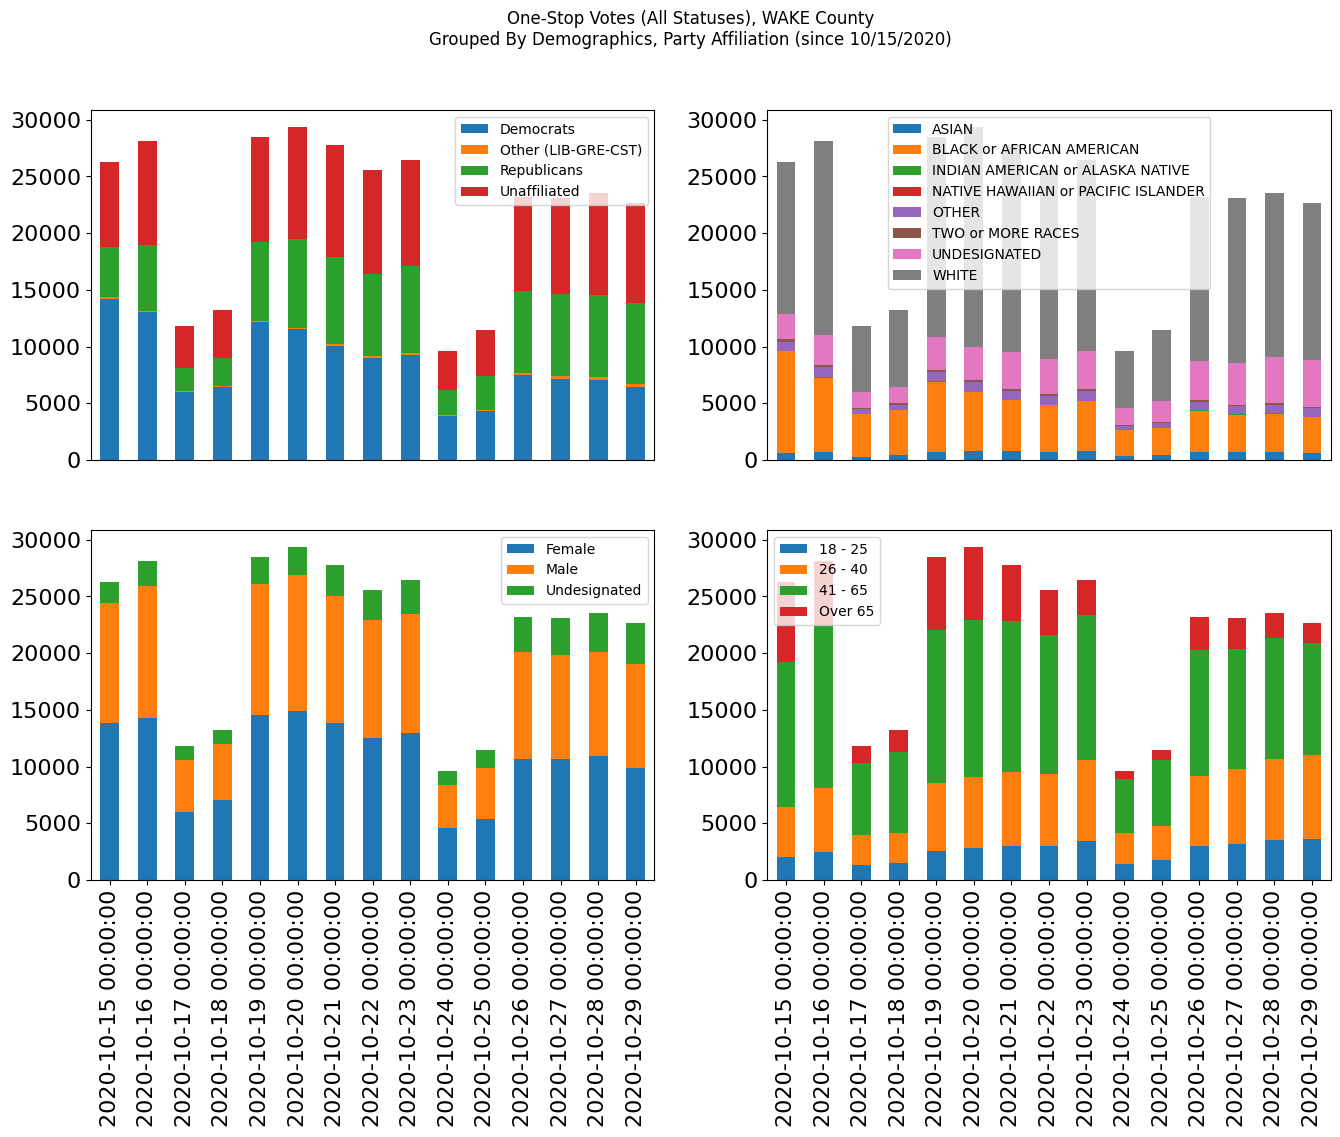 One-Stop Votes (All Statuses), WAKE County
Grouped By Demographics, Party Affiliation (since 10/15/2020)
30000
25000
20000
15000
10000
5000
0
Democrats
Other (LIB-GRE-CST)
Republicans
Unaffiliated
30000
25000
20000
15000
10000
5000
0
ASIAN
BLACK or AFRICAN AMERICAN
INDIAN AMERICAN or ALASKA NATIVE
NATIVE HAWAIIAN or PACIFIC ISLANDER
OTHER
TWO or MORE RACES
UNDESIGNATED
WHITE
30000
25000
20000
15000
10000
5000
0
Female
Male
Undesignated
2020-10-15 00:00:00
2020-10-16 00:00:00
2020-10-17 00:00:00
2020-10-18 00:00:00
2020-10-19 00:00:00
2020-10-20 00:00:00
2020-10-21 00:00:00
2020-10-22 00:00:00
2020-10-23 00:00:00
2020-10-24 00:00:00
2020-10-25 00:00:00
2020-10-26 00:00:00
2020-10-27 00:00:00
2020-10-28 00:00:00
2020-10-29 00:00:00
30000
25000
20000
15000
10000
5000
0
18 - 25
26 - 40
41 - 65
Over 65
2020-10-15 00:00:00
2020-10-16 00:00:00
2020-10-17 00:00:00
2020-10-18 00:00:00
2020-10-19 00:00:00
2020-10-20 00:00:00
2020-10-21 00:00:00
2020-10-22 00:00:00
2020-10-23 00:00:00
2020-10-24 00:00:00
2020-10-25 00:00:00
2020-10-26 00:00:00
2020-10-27 00:00:00
2020-10-28 00:00:00
2020-10-29 00:00:00